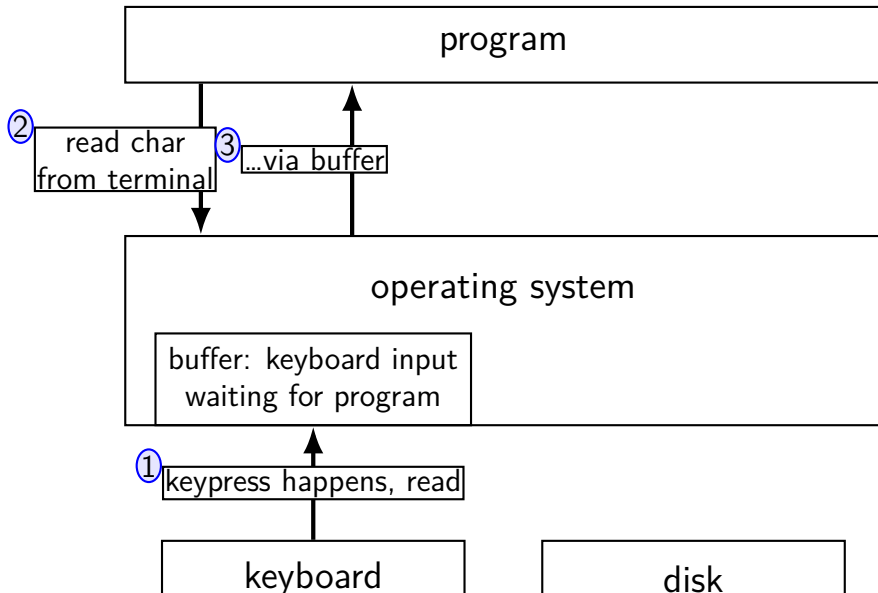 program
2
read char
from terminal
3
...via buffer
operating system
buffer: keyboard input
waiting for program
1
keypress happens, read
keyboard
disk